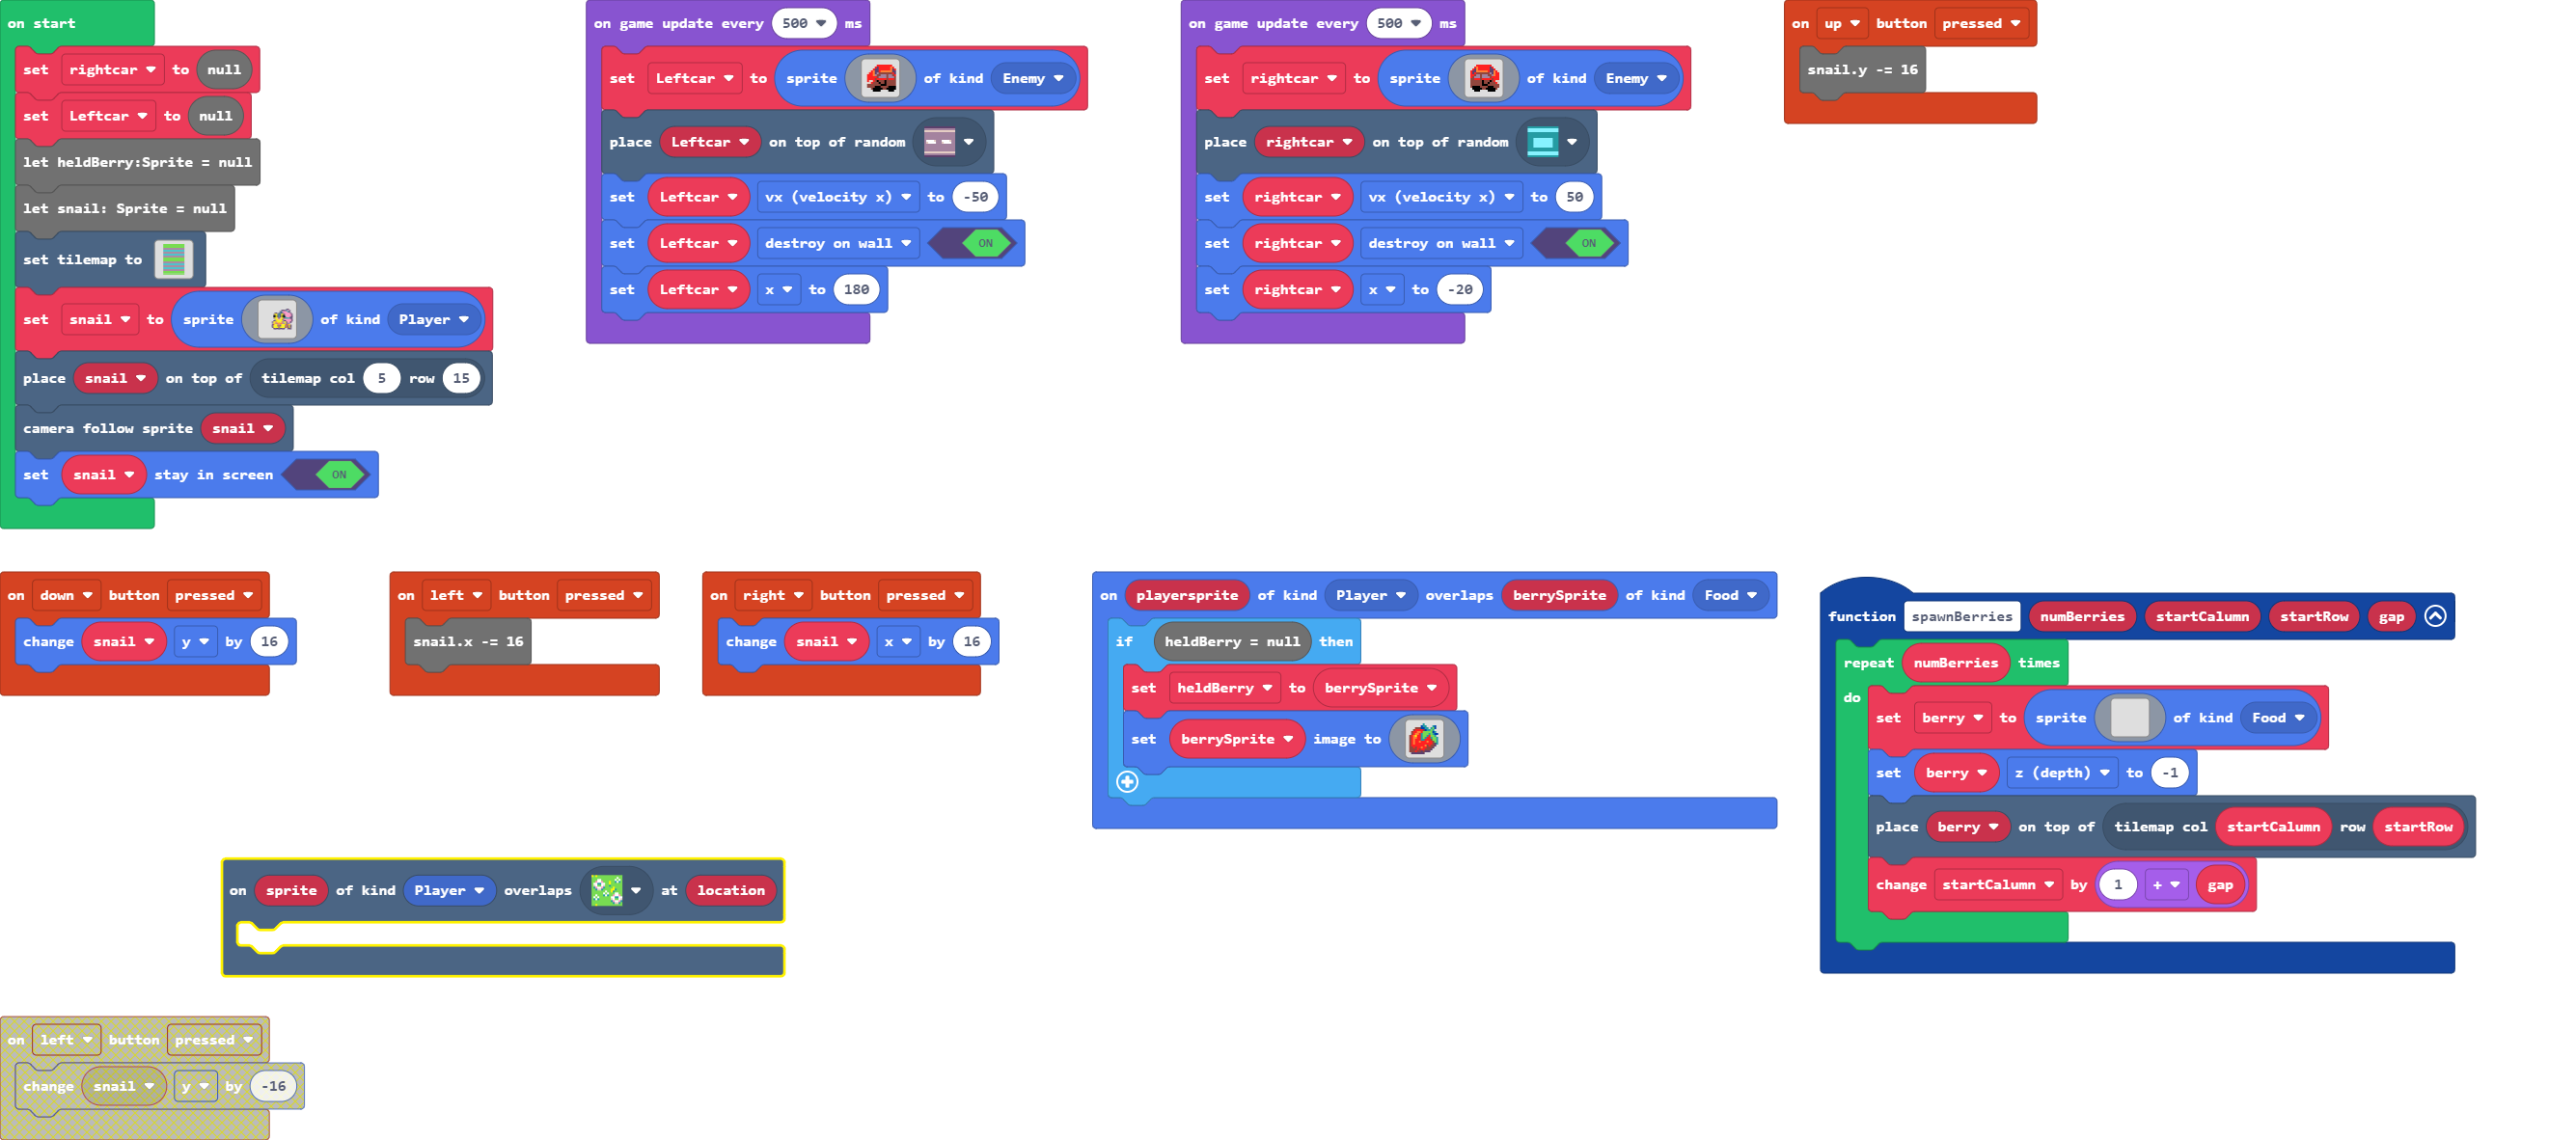 on start
set rightcar to null
set Leftcar to null
let heldBerry:Sprite = null
let snail: Sprite = null
set tilemap to
set snail to sprite of kind Player
place snail on top of tilemap col 5 row 15
camera follow sprite snail
set snail stay in screen ON
on game update every 500 ms
set Leftcar to sprite of kind Enemy
place Leftcar on top of random
set Leftcar vx (velocity x) to -50
set Leftcar destroy on wall ON
set Leftcar x to 180
on game update every 500 ms
set rightcar to sprite of kind Enemy
place rightcar on top of random
set rightcar vx (velocity x) to 50
set rightcar destroy on wall ON
set rightcar x to -20
on up button pressed
snail.y -= 16
on down button pressed
change snail y by 16
on left button pressed
snail.x -= 16
on right button pressed
change snail x by 16
on playersprite of kind Player overlaps berrySprite of kind Food
if heldBerry = null then
set heldBerry to berrySprite
set berrySprite image to
function spawnBerries numBerries startCalumn startRow gap
repeat numBerries times
do
set berry to sprite of kind Food
set berry z (depth) to -1
place berry on top of tilemap col startCalumn row startRow
change startCalumn by 1 + gap
on sprite of kind Player overlaps at location
on left button pressed
change snail y by -16